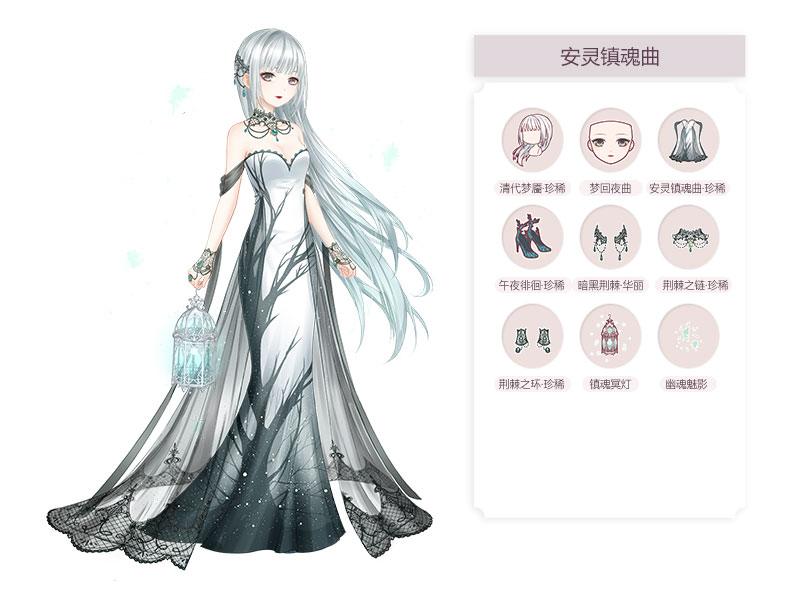 安灵镇魂曲
清代梦魇·珍稀
梦回夜曲
安灵镇魂曲·珍稀
午夜徘徊·珍稀
暗黑荆棘·华丽
荆棘之链·珍稀
荆棘之环·珍稀
镇魂冥灯
幽魂魅影